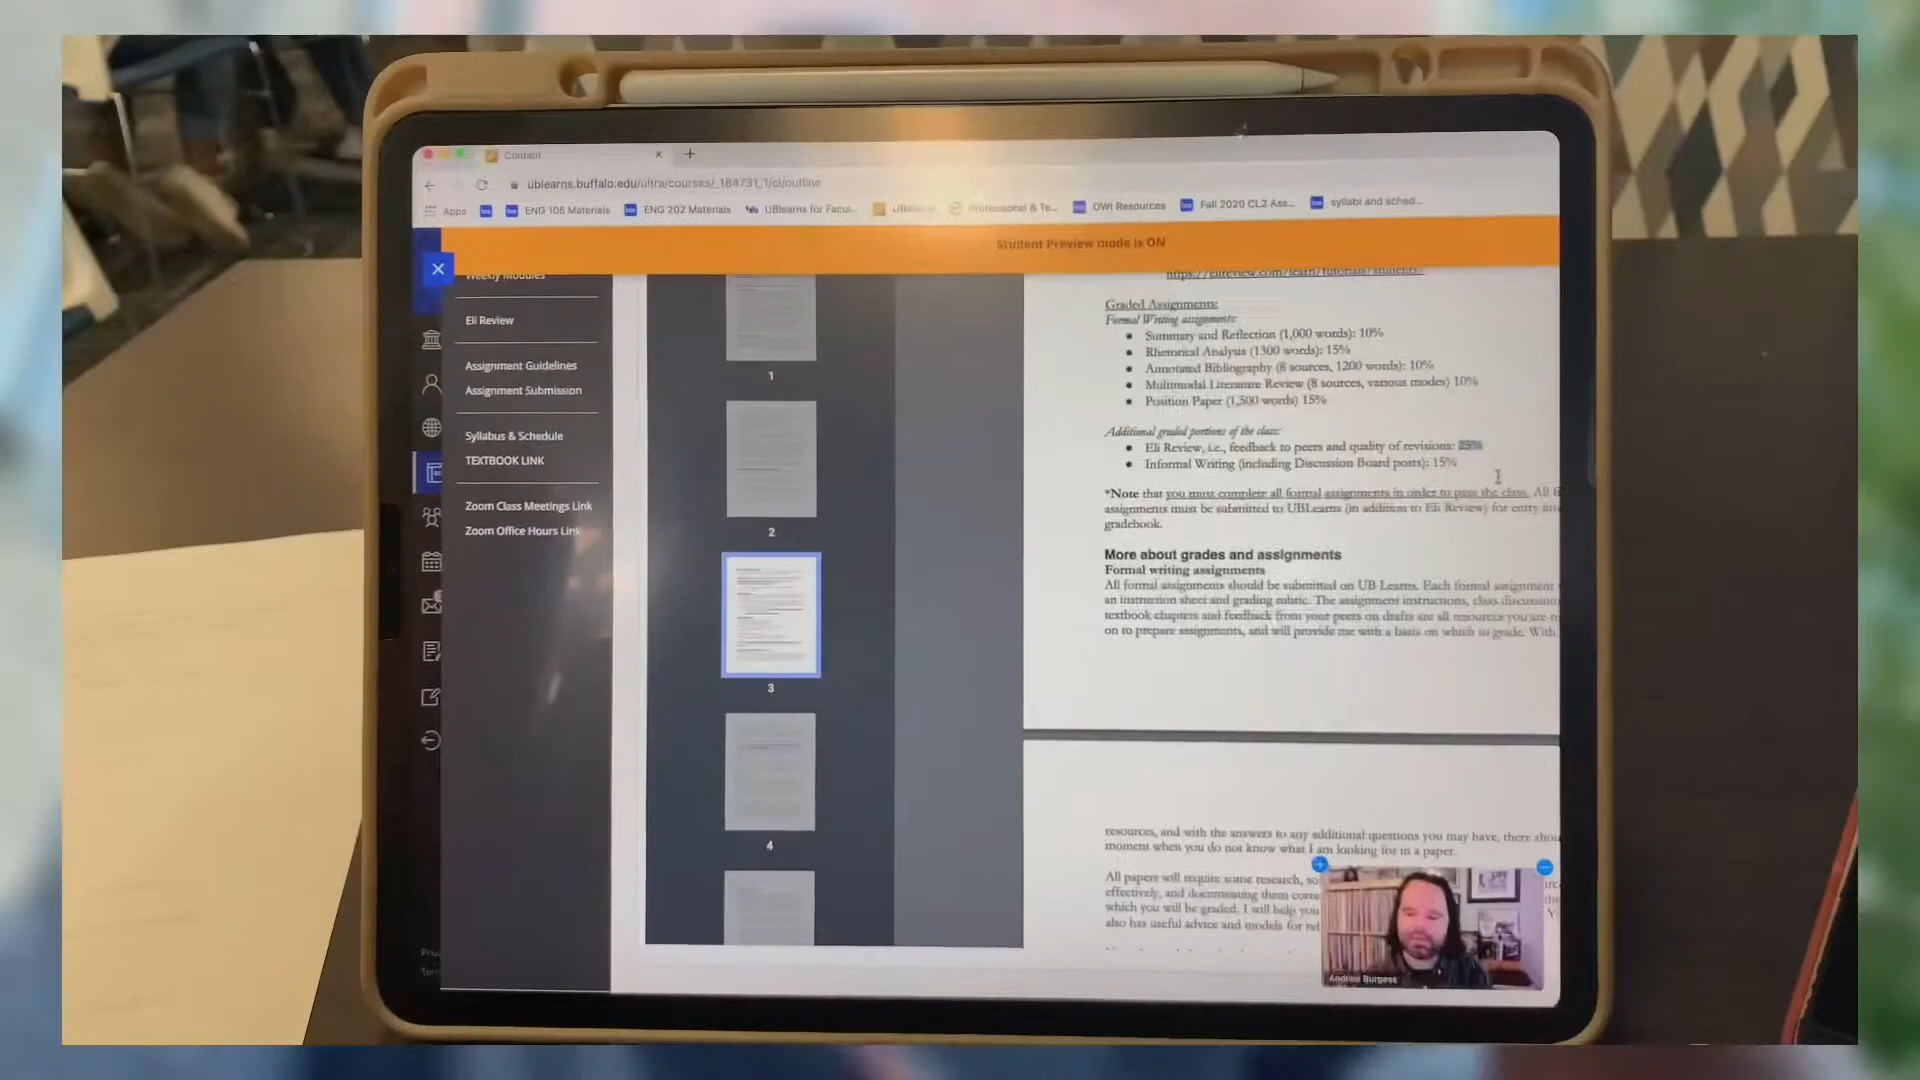 Content
ublearns.buffalo.edu/ultra/courses/_184731_1/cl/outline
Apps
ENG 105 Materials
ENG 202 Materials
UBlearns for Facul...
Professional & Te...
OWI Resources
Fall 2020 CL2 Ass...
syllabi and sched...
Student Preview mode is ON
Weekly Modules
Eli Review
Assignment Guidelines
Assignment Submission
Syllabus & Schedule
TEXTBOOK LINK
Zoom Class Meetings Link
Zoom Office Hours Link
1
2
3
4
https://elireview.com/learn/tutorials/students
Graded Assignments:
Formal Writing assignments:
Summary and Reflection (1,000 words): 10%
Rhetorical Analysis (1300 words): 15%
Annotated Bibliography (8 sources, 1200 words): 10%
Multimodal Literature Review (8 sources, various modes) 10%
Position Paper (1,500 words) 15%
Additional graded portions of the class:
Eli Review, i.e., feedback to peers and quality of revisions: 25%
Informal Writing (including Discussion Board posts): 15%
*Note that you must complete all formal assignments in order to pass the class. All
assignments must be submitted to UBLearns (in addition to Eli Review) for entry
gradebook.
More about grades and assignments
Formal writing assignments
All formal assignments should be submitted on UB Learns. Each formal assignment
an instruction sheet and grading rubric. The assignment instructions, class discussion
textbook chapters and feedback from your peers on drafts are all resources you are
on to prepare assignments, and will provide me with a basis on which to grade. With
resources, and with the answers to any additional questions you may have, there
moment when you do not know what I am looking for in a paper.
All papers will require some research, so
effectively, and documenting them
which you will be graded. I will help you
also has useful advice and models for
Andrew Burgess